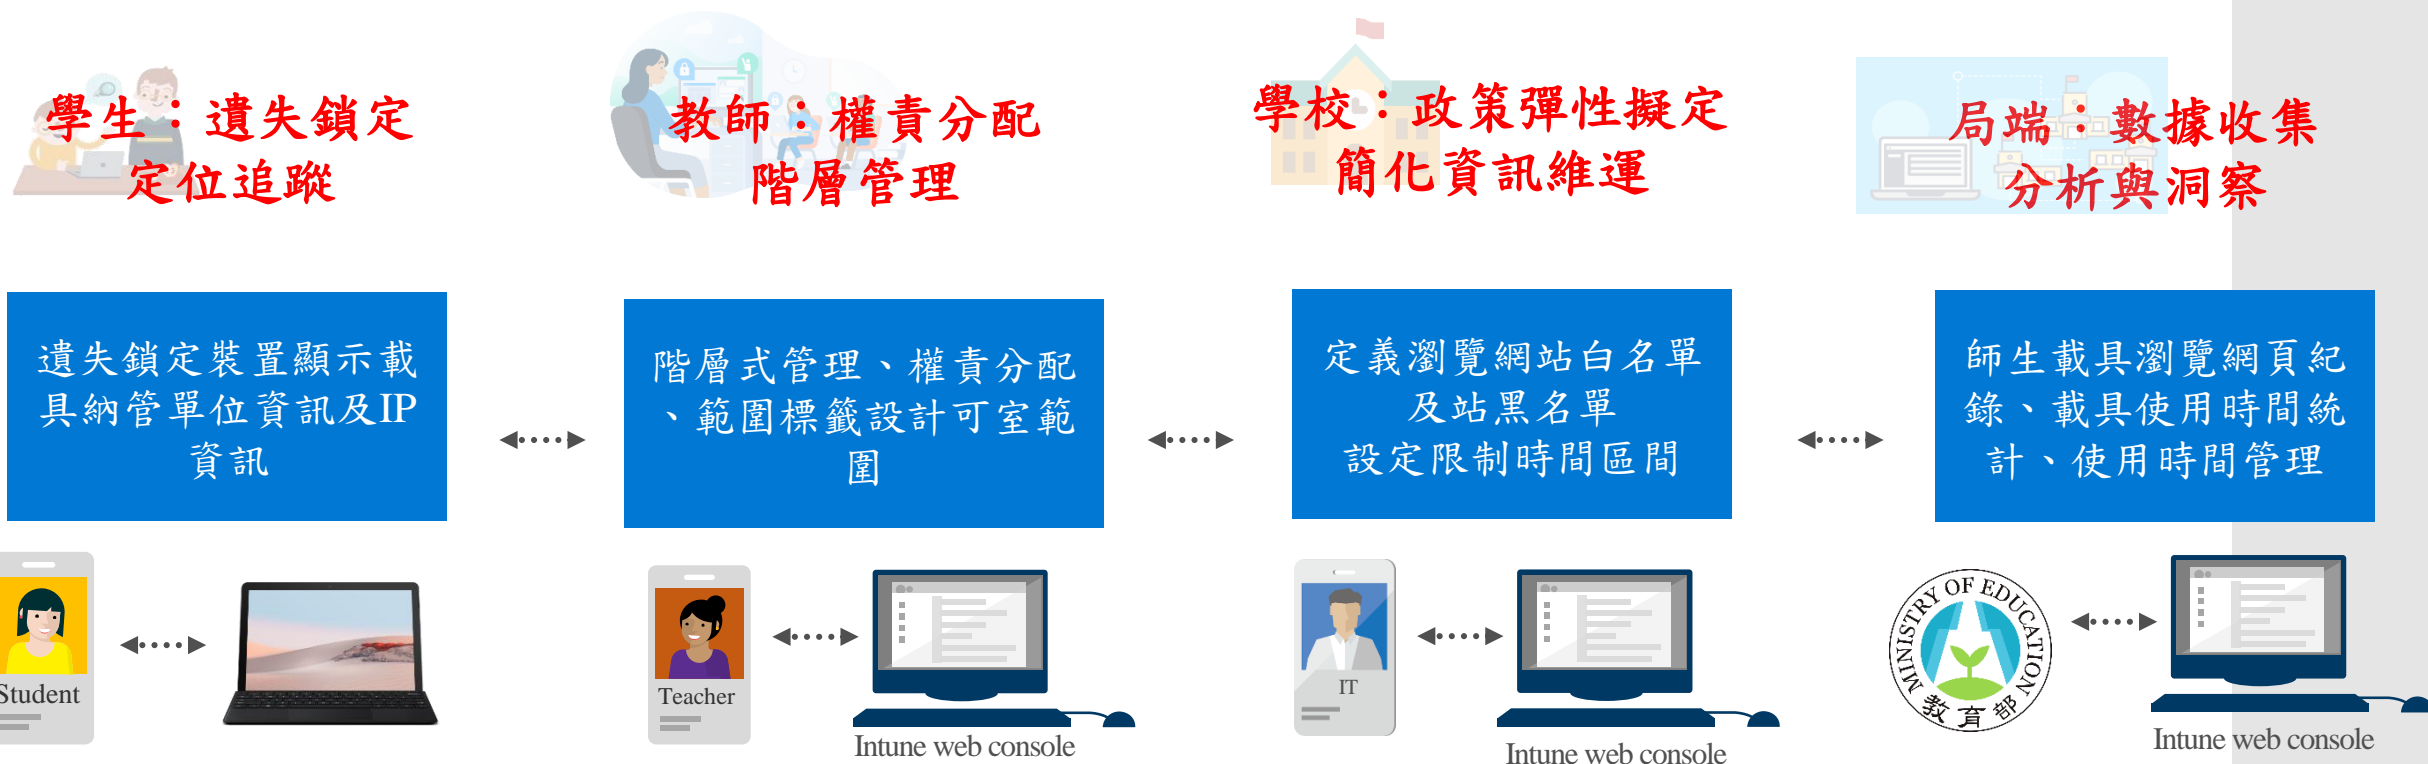 學生：遺失鎖定
定位追蹤
教師：權責分配
階層管理
學校：政策彈性擬定
簡化資訊維運
局端：數據收集
分析與洞察
遺失鎖定裝置顯示載
具納管單位資訊及IP
資訊
階層式管理、權責分配
、範圍標籤設計可室範
圍
定義瀏覽網站白名單
及站黑名單
設定限制時間區間
師生載具瀏覽網頁紀
錄、載具使用時間統
計、使用時間管理
Student
Teacher
Intune web console
IT
Intune web console
MINISTRY OF EDUCATION
教育部
Intune web console